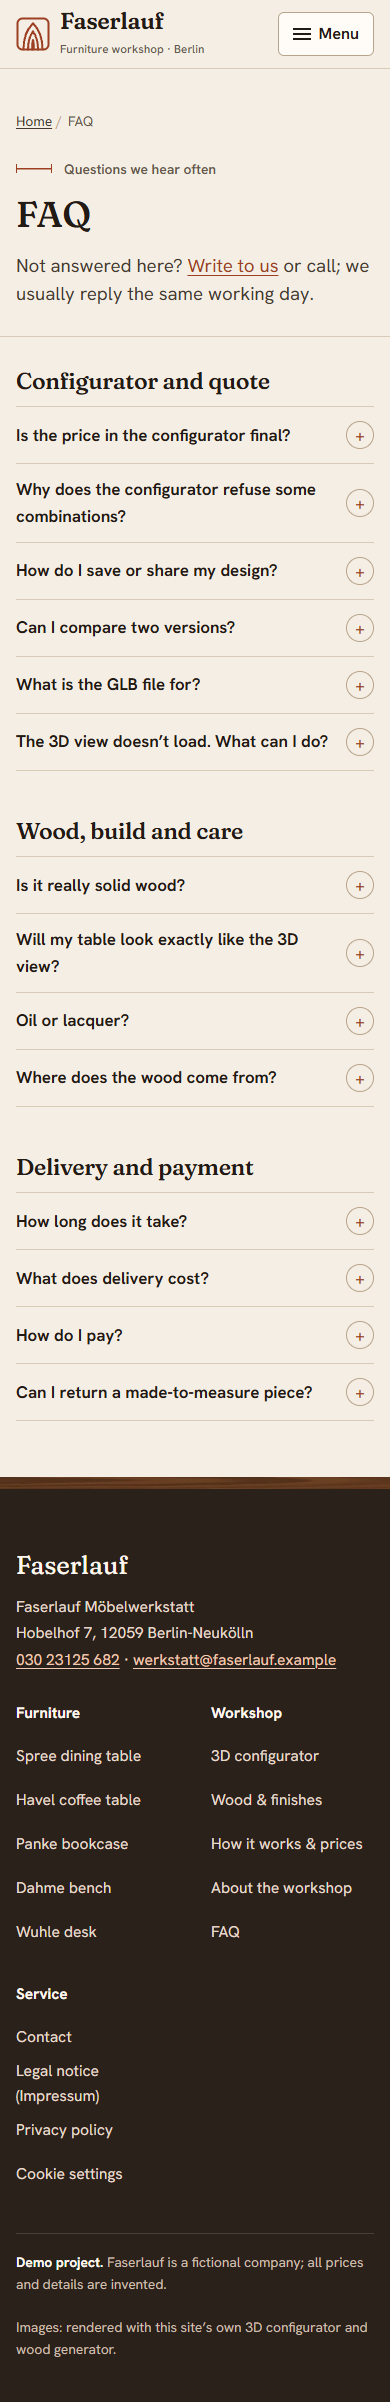 Faserlauf
Furniture workshop · Berlin
Menu
Home / FAQ
Questions we hear often
FAQ
Not answered here? Write to us or call; we
usually reply the same working day.
Configurator and quote
Is the price in the configurator final?
+
Why does the configurator refuse some
combinations?
+
How do I save or share my design?
+
Can I compare two versions?
+
What is the GLB file for?
+
The 3D view doesn’t load. What can I do?
+
Wood, build and care
Is it really solid wood?
+
Will my table look exactly like the 3D
view?
+
Oil or lacquer?
+
Where does the wood come from?
+
Delivery and payment
How long does it take?
+
What does delivery cost?
+
How do I pay?
+
Can I return a made-to-measure piece?
+
Faserlauf
Faserlauf Möbelwerkstatt
Hobelhof 7, 12059 Berlin-Neukölln
030 23125 682 · werkstatt@faserlauf.example
Furniture
Spree dining table
Havel coffee table
Panke bookcase
Dahme bench
Wuhle desk
Workshop
3D configurator
Wood & finishes
How it works & prices
About the workshop
FAQ
Service
Contact
Legal notice
(Impressum)
Privacy policy
Cookie settings
Demo project. Faserlauf is a fictional company; all prices
and details are invented.
Images: rendered with this site’s own 3D configurator and
wood generator.